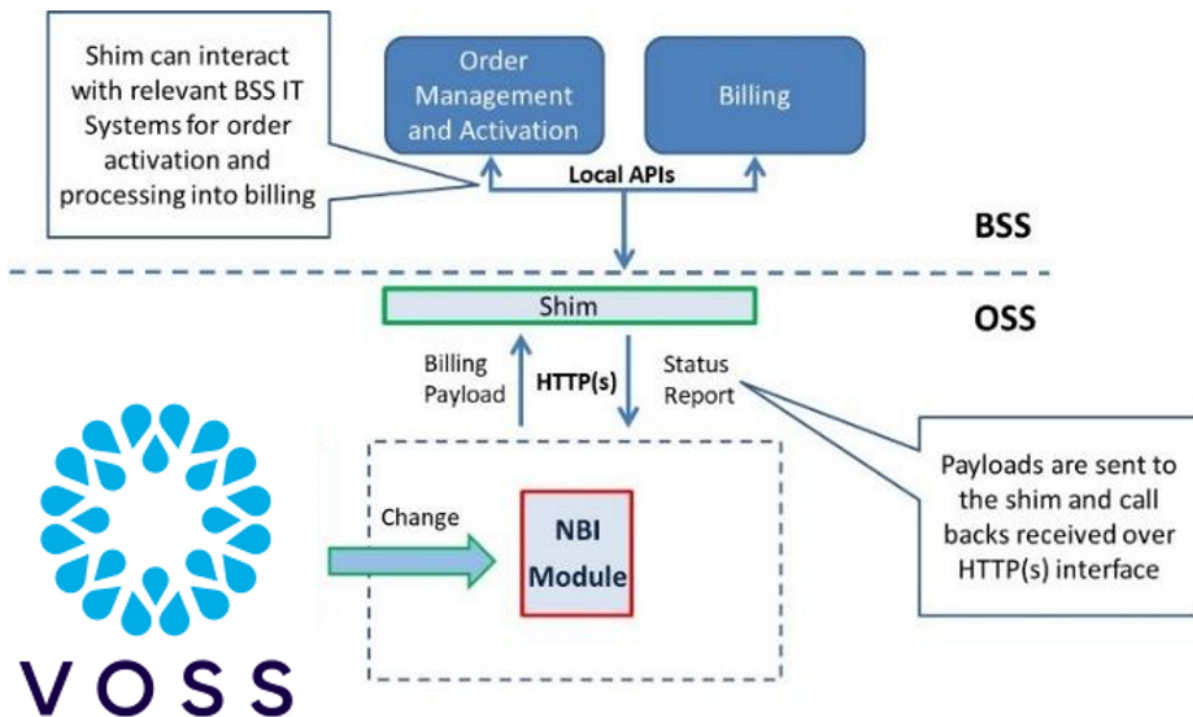 Shim can interact
with relevant BSS IT
Systems for order
activation and
processing into billing
Order
Management
and Activation
Billing
Local APIs
BSS
Shim
OSS
Billing
Payload
HTTP(s)
Status
Report
Change
NBI
Module
Payloads are sent to
the shim and call
backs received over
HTTP(s) interface
VOSS